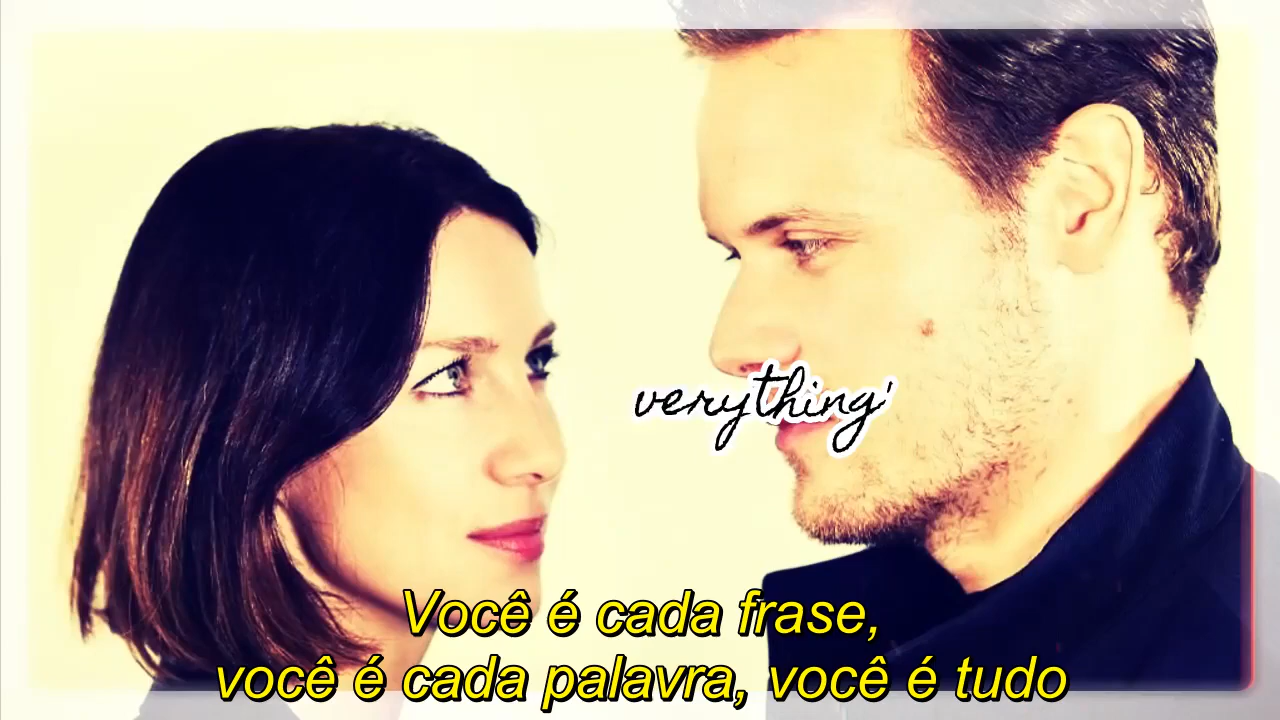 verything'
Você é cada frase,
você é cada palavra, você é tudo